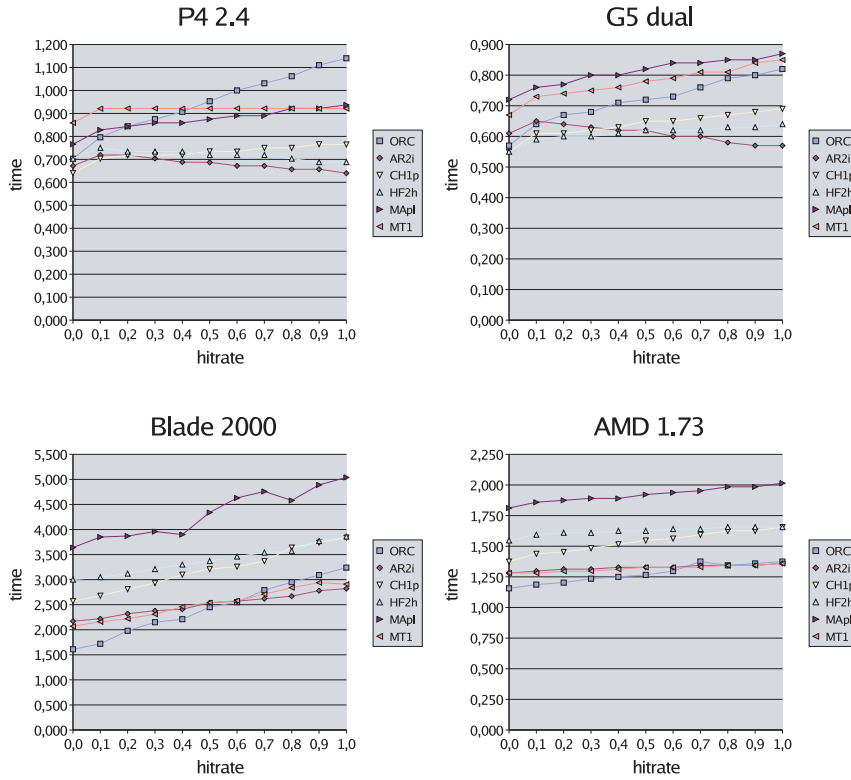 P4 2.4
1,200
1,100
1,000
0,900
0,800
0,700
0,600
0,500
0,400
0,300
0,200
0,100
0,000
time
0,0 0,1 0,2 0,3 0,4 0,5 0,6 0,7 0,8 0,9 1,0
hitrate
ORC
AR2i
CH1p
HF2h
MApl
MT1
G5 dual
0,900
0,800
0,700
0,600
0,500
0,400
0,300
0,200
0,100
0,000
time
0,0 0,1 0,2 0,3 0,4 0,5 0,6 0,7 0,8 0,9 1,0
hitrate
ORC
AR2i
CH1p
HF2h
MApl
MT1
Blade 2000
5,500
5,000
4,500
4,000
3,500
3,000
2,500
2,000
1,500
1,000
0,500
0,000
time
0,0 0,1 0,2 0,3 0,4 0,5 0,6 0,7 0,8 0,9 1,0
hitrate
ORC
AR2i
CH1p
HF2h
MApl
MT1
AMD 1.73
2,250
2,000
1,750
1,500
1,250
1,000
0,750
0,500
0,250
0,000
time
0,0 0,1 0,2 0,3 0,4 0,5 0,6 0,7 0,8 0,9 1,0
hitrate
ORC
AR2i
CH1p
HF2h
MApl
MT1